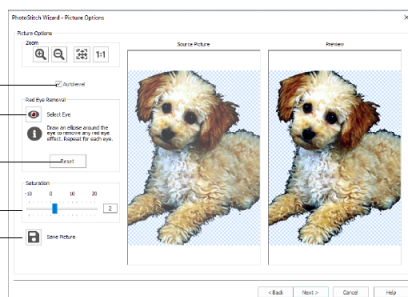 PhotoStitch Wizard - Picture Options
Picture Options
Zoom
1:1
Source Picture
Preview
Autolevel
Red Eye Removal
Select Eye
Draw an ellipse around the
eye to remove any red eye
effect. Repeat for each eye.
Reset
Saturation
-10 0 10 20
2
Save Picture
< Back Next > Cancel Help